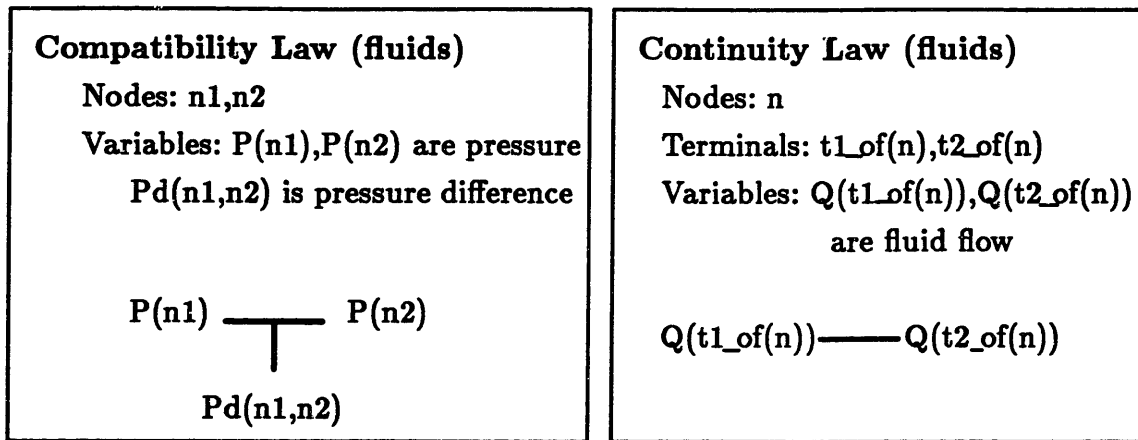 Compatibility Law (fluids)
Nodes: n1,n2
Variables: P(n1),P(n2) are pressure
Pd(n1,n2) is pressure difference
P(n1) P(n2)
Pd(n1,n2)
Continuity Law (fluids)
Nodes: n
Terminals: t1_of(n),t2_of(n)
Variables: Q(t1_of(n)),Q(t2_of(n))
are fluid flow
Q(t1_of(n)) Q(t2_of(n))